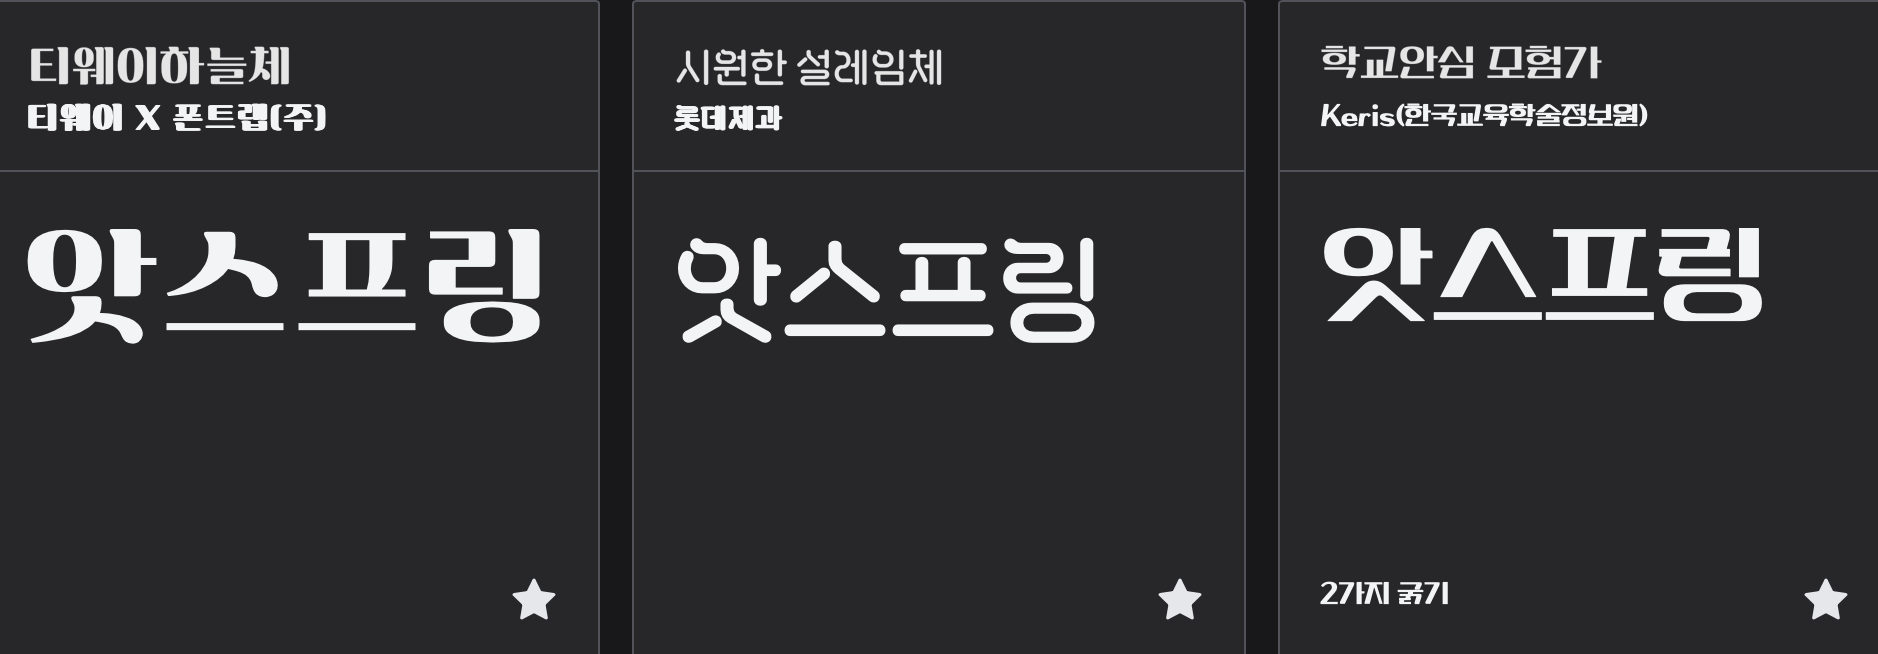 티웨이하늘체
티웨이 X 폰트랩(주)
앗스프링
시원한 설레임체
롯데제과
앗스프링
학교안심 모험가
Keris(한국교육학술정보원)
앗스프링
2가지 굵기